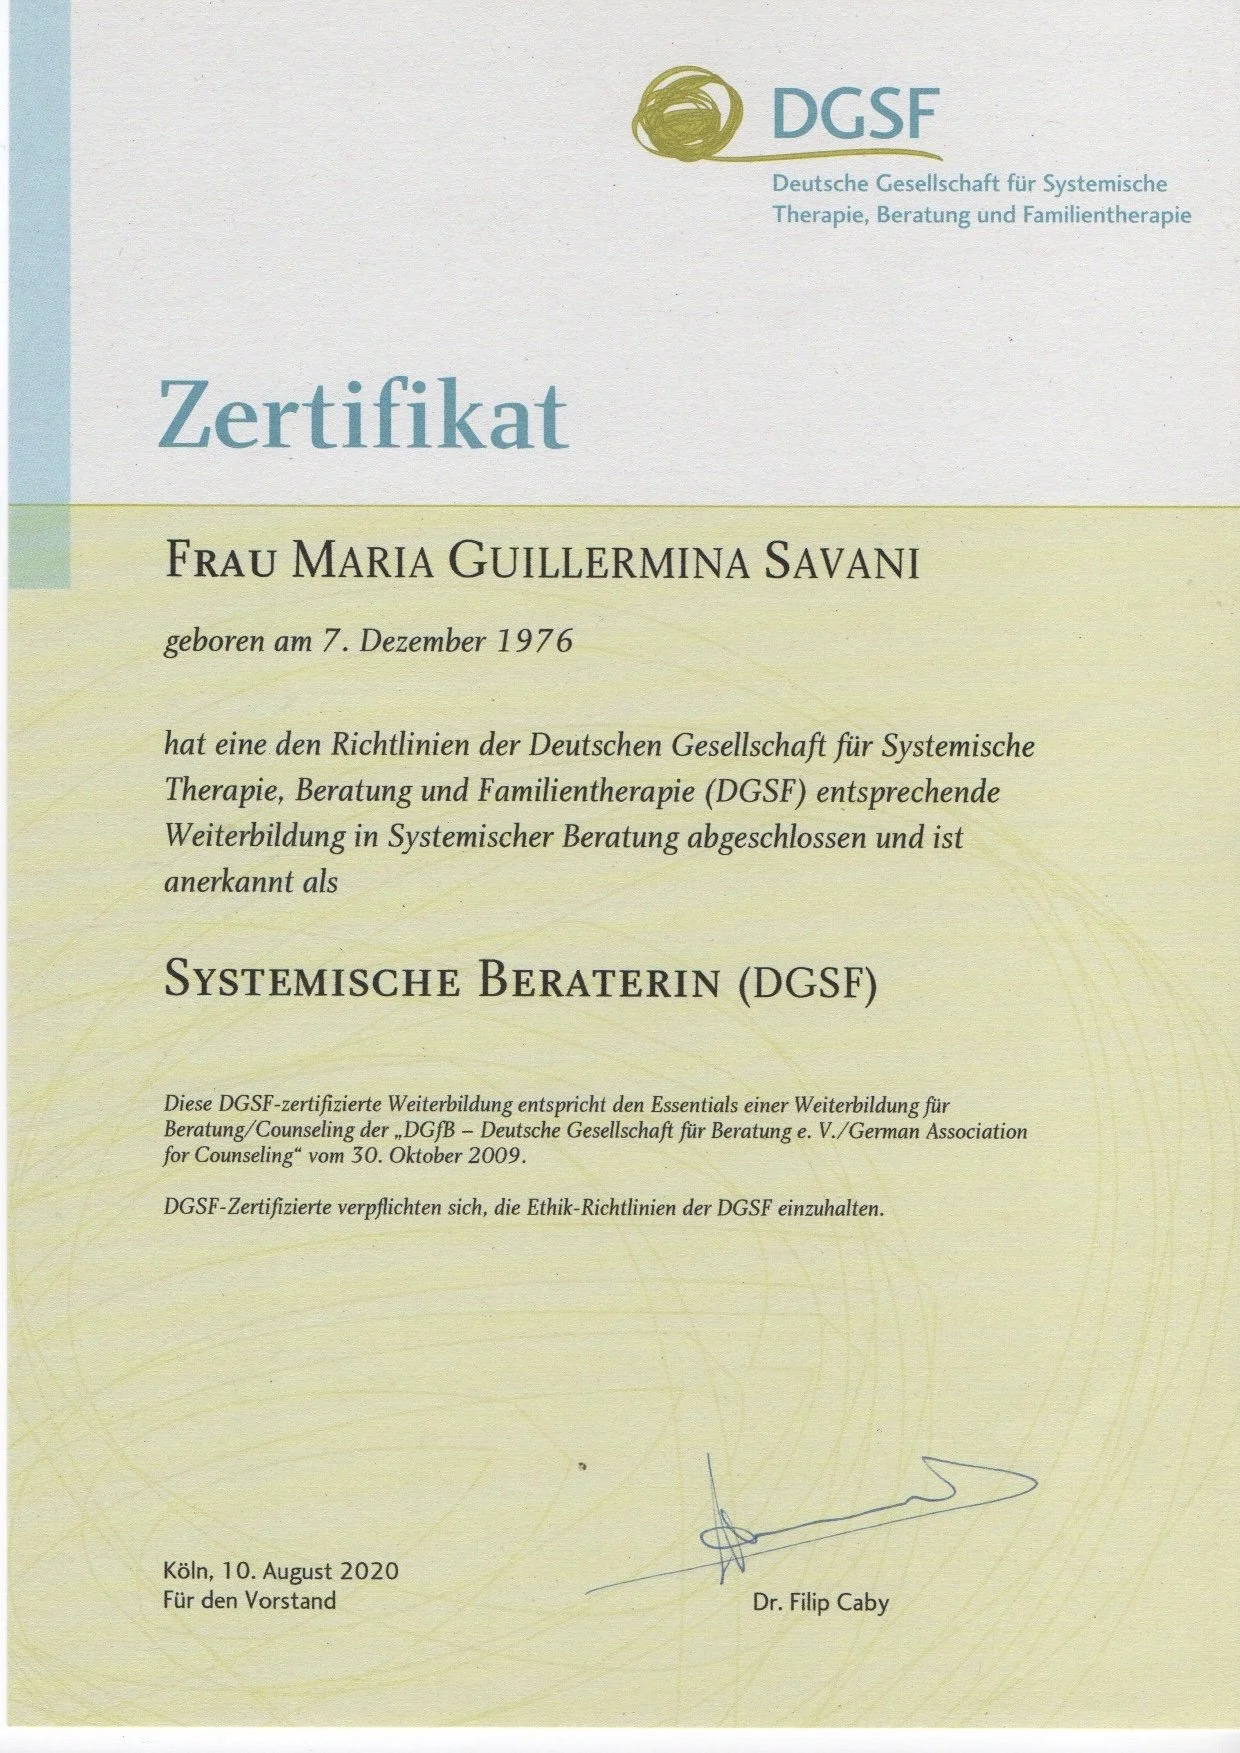 DGSF
Deutsche Gesellschaft für Systemische
Therapie, Beratung und Familientherapie
Zertifikat
FRAU MARIA GUILLERMINA SAVANI
geboren am 7. Dezember 1976
hat eine den Richtlinien der Deutschen Gesellschaft für Systemische
Therapie, Beratung und Familientherapie (DGSF) entsprechende
Weiterbildung in Systemischer Beratung abgeschlossen und ist
anerkannt als
SYSTEMISCHE BERATERIN (DGSF)
Diese DGSF-zertifizierte Weiterbildung entspricht den Essentials einer Weiterbildung für
Beratung/Counseling der „DGfB – Deutsche Gesellschaft für Beratung e. V./German Association
for Counseling“ vom 30. Oktober 2009.
DGSF-Zertifizierte verpflichten sich, die Ethik-Richtlinien der DGSF einzuhalten.
Köln, 10. August 2020
Für den Vorstand
Dr. Filip Caby